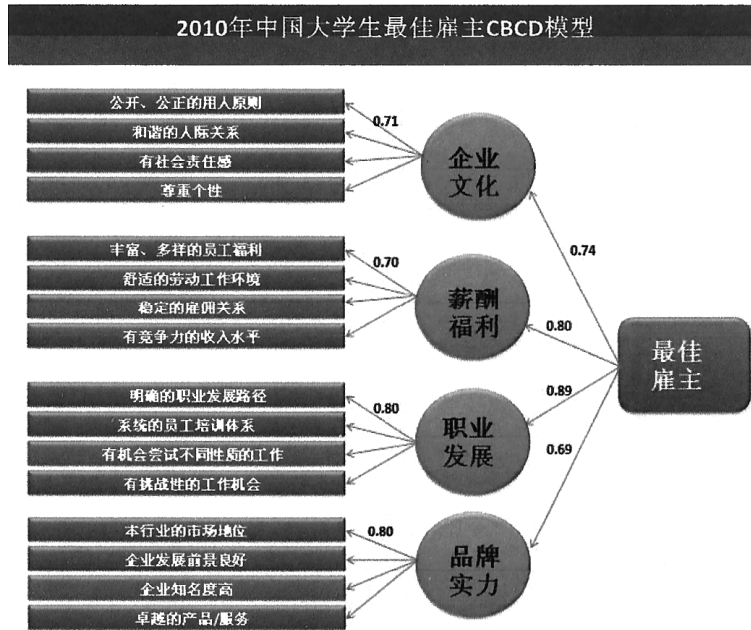 2010年中国大学生最佳雇主CBCD模型
公开、公正的用人原则
和谐的人际关系
有社会责任感
尊重个性
0.71
企业
文化
0.74
丰富、多样的员工福利
舒适的劳动工作环境
稳定的雇佣关系
有竞争力的收入水平
0.70
薪酬
福利
0.80
最佳
雇主
明确的职业发展路径
系统的员工培训体系
有机会尝试不同性质的工作
有挑战性的工作机会
0.80
职业
发展
0.89
0.69
本行业的市场地位
企业发展前景良好
企业知名度高
卓越的产品/服务
0.80
品牌
实力